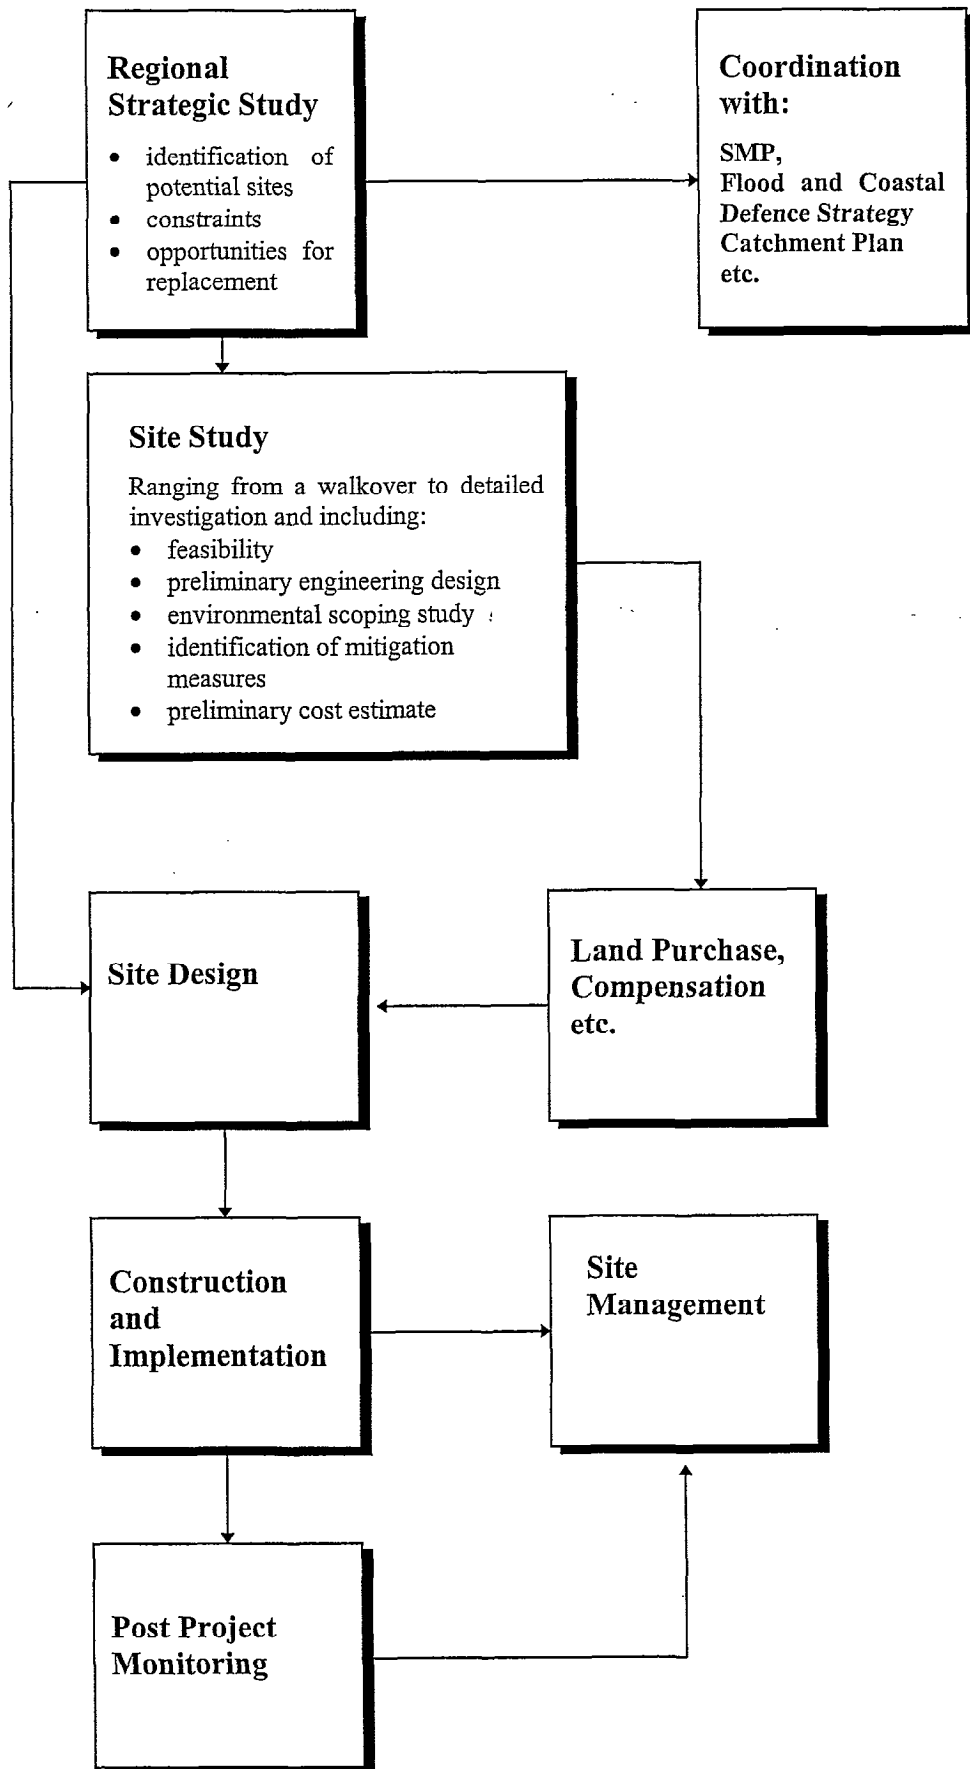 Regional
Strategic Study
• identification of
potential sites
• constraints
• opportunities for
replacement
Coordination
with:
SMP,
Flood and Coastal
Defence Strategy
Catchment Plan
etc.
Site Study
Ranging from a walkover to detailed
investigation and including:
• feasibility
• preliminary engineering design
• environmental scoping study
• identification of mitigation
measures
• preliminary cost estimate
Site Design
Land Purchase,
Compensation
etc.
Construction
and
Implementation
Site
Management
Post Project
Monitoring